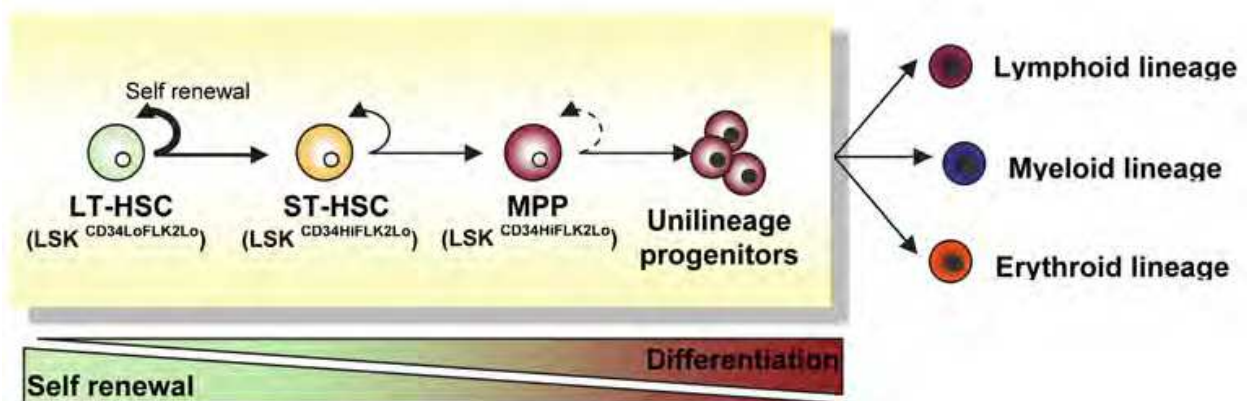 Self renewal
LT-HSC
(LSK CD34LoFLK2Lo)
ST-HSC
(LSK CD34HiFLK2Lo)
MPP
(LSK CD34HiFLK2Lo)
Unilineage
progenitors
Lymphoid lineage
Myeloid lineage
Erythroid lineage
Differentiation
Self renewal